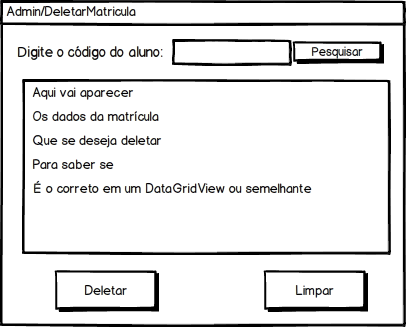 Admin/DeletarMatricula
Digite o código do aluno:
Pesquisar
Aqui vai aparecer
Os dados da matrícula
Que se deseja deletar
Para saber se
É o correto em um DataGridView ou semelhante
Deletar
Limpar